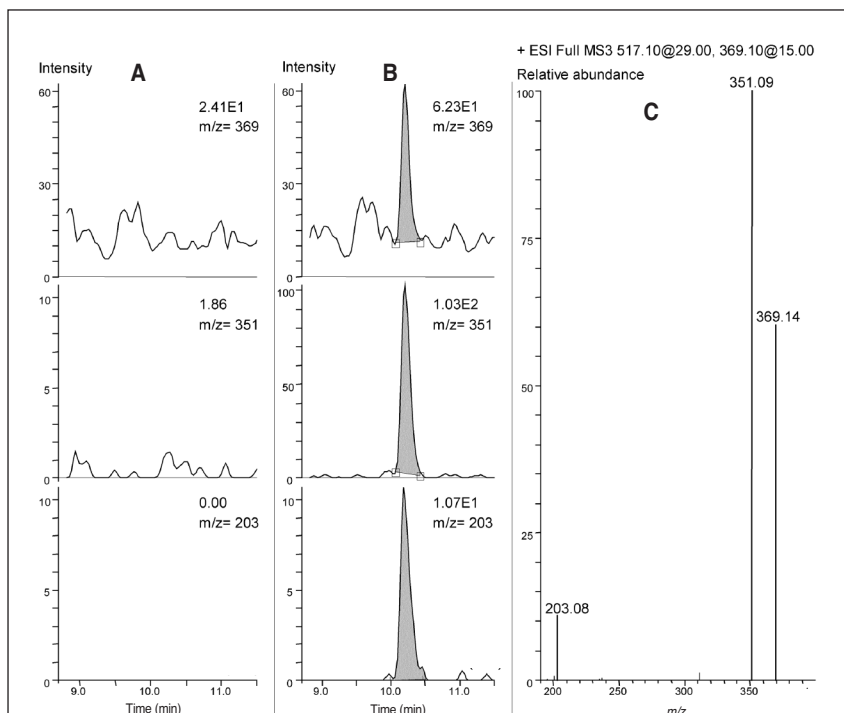 Intensity
A
60
30
0
2.41E1
m/z= 369
10
5
0
1.86
m/z= 351
10
5
0
0.00
m/z= 203
9.0 10.0 11.0
Time (min)
Intensity
B
60
30
0
6.23E1
m/z= 369
100
50
0
1.03E2
m/z= 351
10
5
0
1.07E1
m/z= 203
9.0 10.0 11.0
Time (min)
+ ESI Full MS3 517.10@29.00, 369.10@15.00
Relative abundance
C
351.09
369.14
203.08
100
75
50
25
0
200 250 300 350
m/z